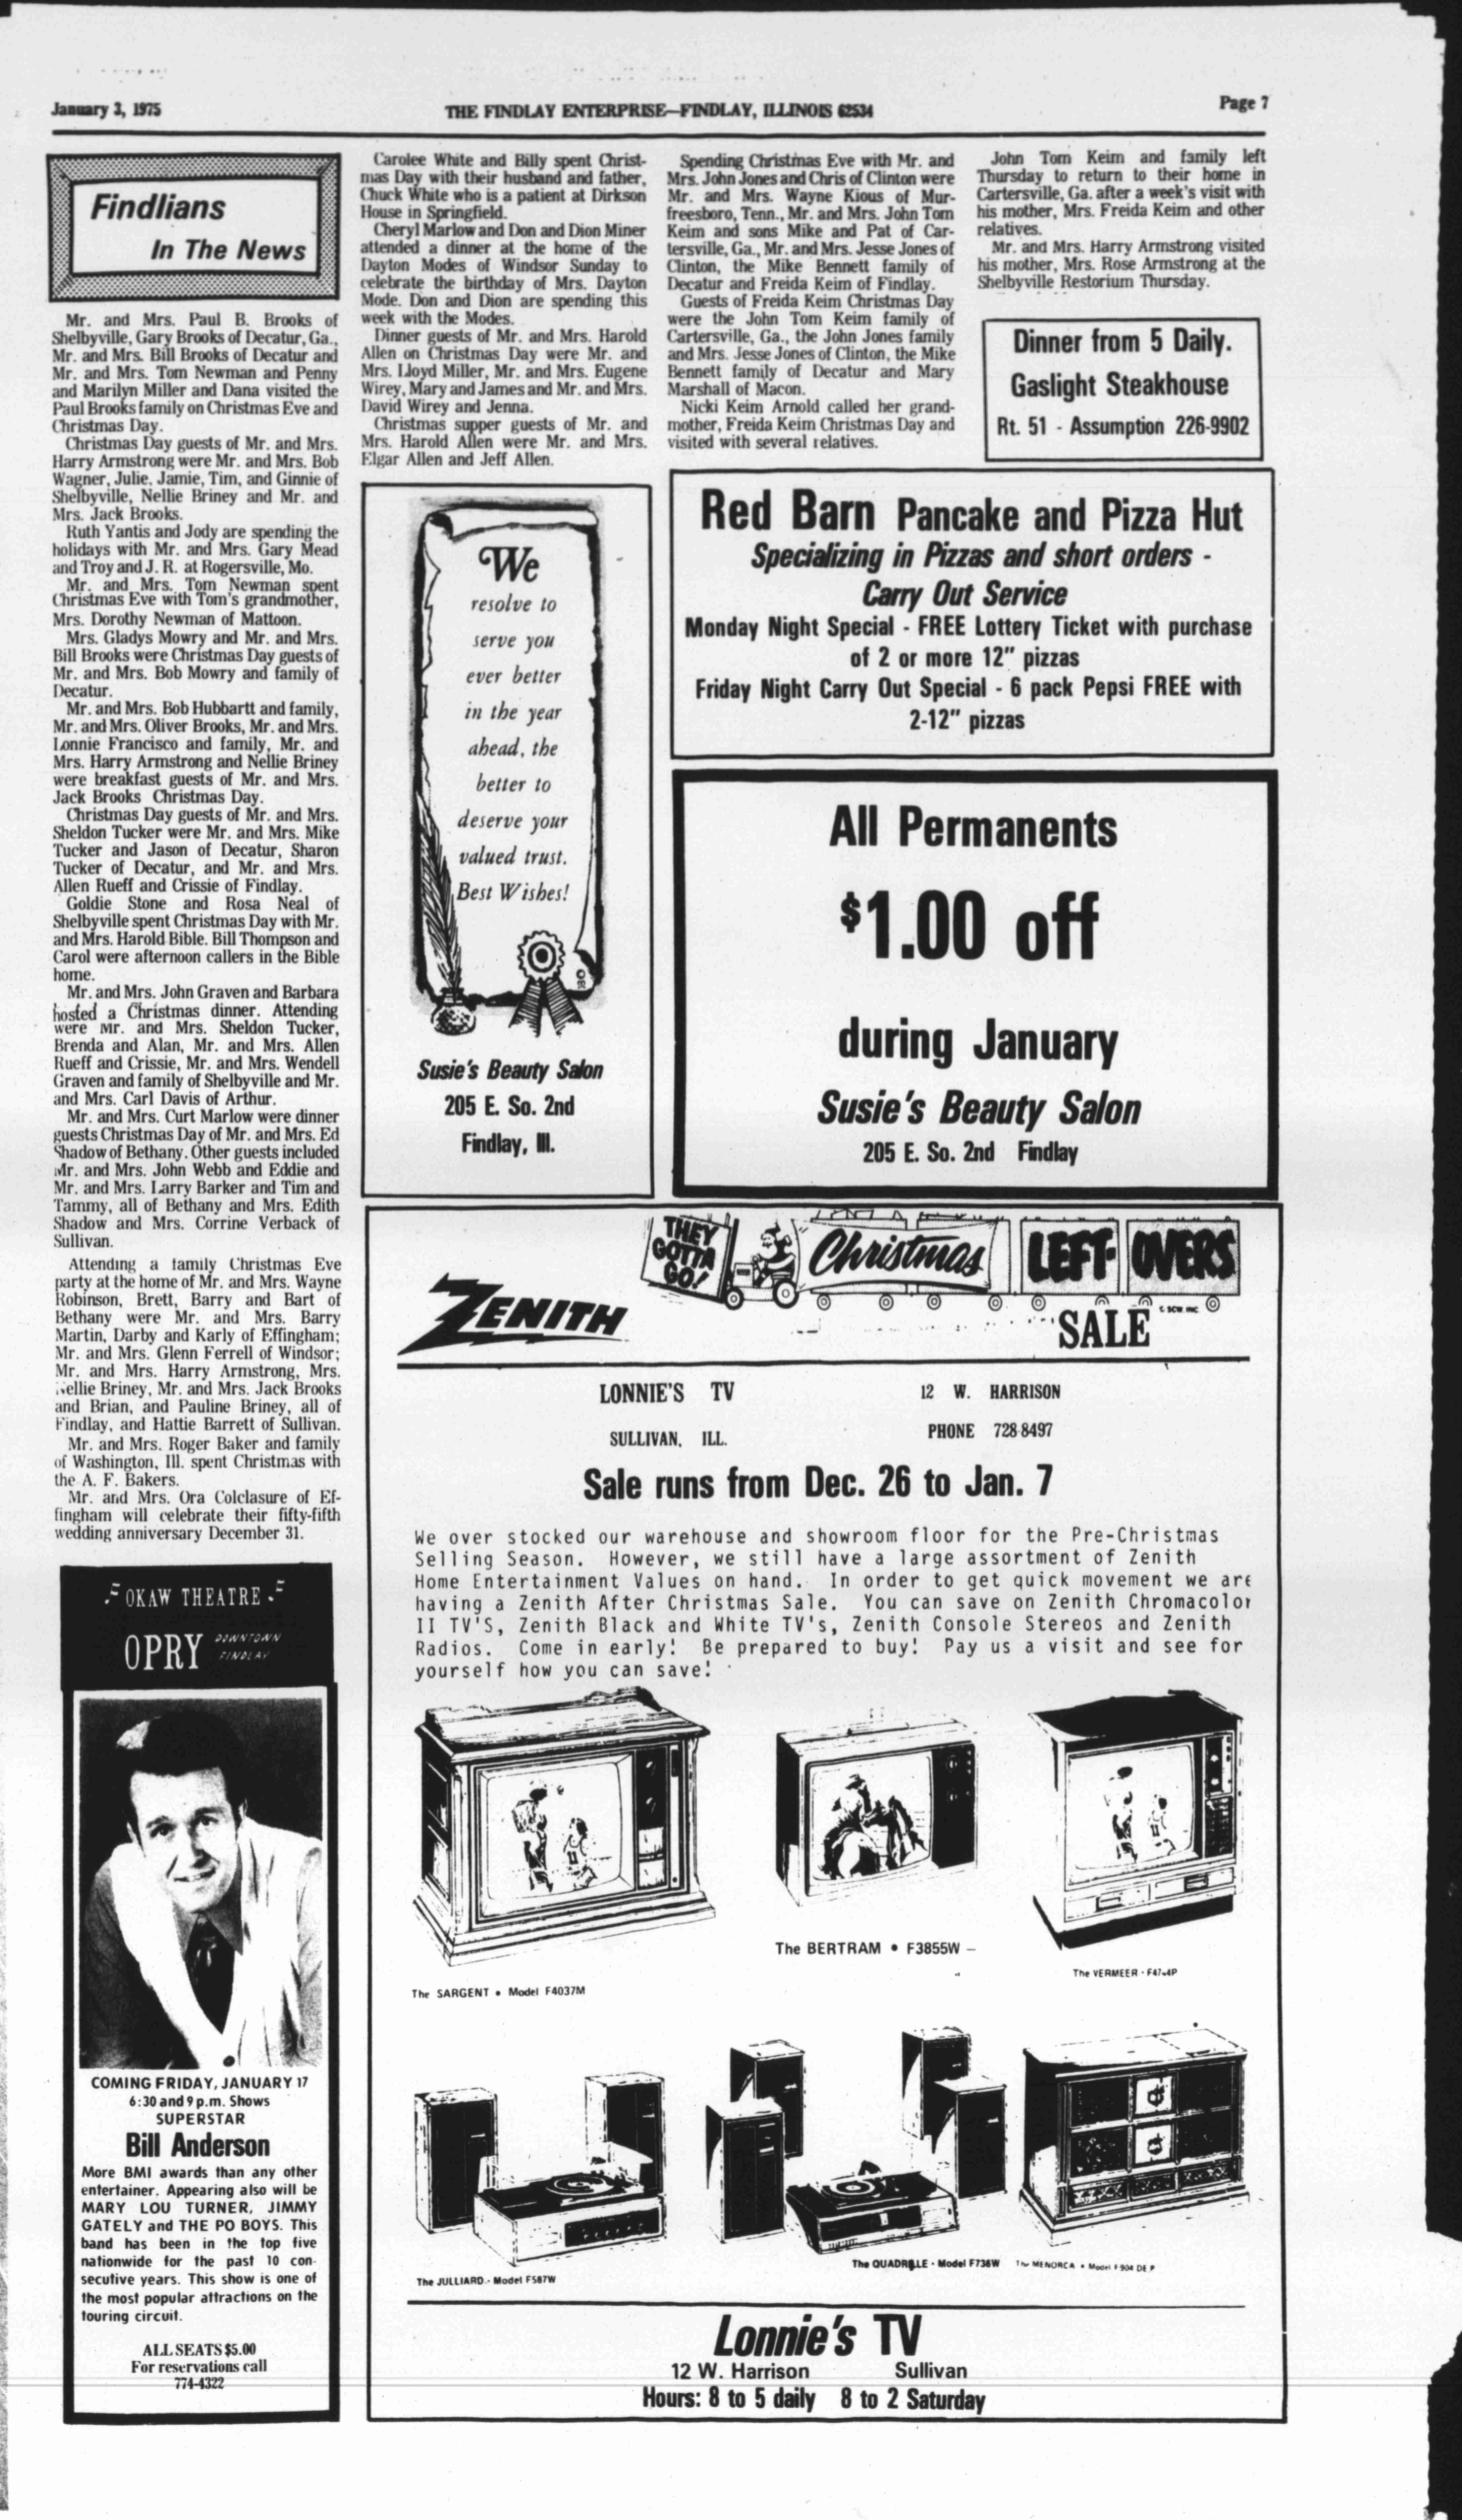 January 3, 1975
THE FINDLAY ENTERPRISE—FINDLAY, ILLINOIS 62534
Page 7
Findlians
In The News
Mr. and Mrs. Paul B. Brooks of
Shelbyville, Gary Brooks of Decatur, Ga.,
Mr. and Mrs. Bill Brooks of Decatur and
Mr. and Mrs. Tom Newman and Penny
and Marilyn Miller and Dana visited the
Paul Brooks family on Christmas Eve and
Christmas Day.
Christmas Day guests of Mr. and Mrs.
Harry Armstrong were Mr. and Mrs. Bob
Wagner, Julie, Jamie, Tim, and Ginnie of
Shelbyville, Nellie Briney and Mr. and
Mrs. Jack Brooks.
Ruth Yantis and Jody are spending the
holidays with Mr. and Mrs. Gary Mead
and Troy and J. R. at Rogersville, Mo.
Mr. and Mrs. Tom Newman spent
Christmas Eve with Tom's grandmother,
Mrs. Dorothy Newman of Mattoon.
Mrs. Gladys Mowry and Mr. and Mrs.
Bill Brooks were Christmas Day guests of
Mr. and Mrs. Bob Mowry and family of
Decatur.
Mr. and Mrs. Bob Hubbartt and family,
Mr. and Mrs. Oliver Brooks, Mr. and Mrs.
Lonnie Francisco and family, Mr. and
Mrs. Harry Armstrong and Nellie Briney
were breakfast guests of Mr. and Mrs.
Jack Brooks Christmas Day.
Christmas Day guests of Mr. and Mrs.
Sheldon Tucker were Mr. and Mrs. Mike
Tucker and Jason of Decatur, Sharon
Tucker of Decatur, and Mr. and Mrs.
Allen Rueff and Crissie of Findlay.
Goldie Stone and Rosa Neal of
Shelbyville spent Christmas Day with Mr.
and Mrs. Harold Bible. Bill Thompson and
Carol were afternoon callers in the Bible
home.
Mr. and Mrs. John Graven and Barbara
hosted a Christmas dinner. Attending
were Mr. and Mrs. Sheldon Tucker,
Brenda and Alan, Mr. and Mrs. Allen
Rueff and Crissie, Mr. and Mrs. Wendell
Graven and family of Shelbyville and Mr.
and Mrs. Carl Davis of Arthur.
Mr. and Mrs. Curt Marlow were dinner
guests Christmas Day of Mr. and Mrs. Ed
Shadow of Bethany. Other guests included
Mr. and Mrs. John Webb and Eddie and
Mr. and Mrs. Larry Barker and Tim and
Tammy, all of Bethany and Mrs. Edith
Shadow and Mrs. Corrine Verback of
Sullivan.
Attending a family Christmas Eve
party at the home of Mr. and Mrs. Wayne
Robinson, Brett, Barry and Bart of
Bethany were Mr. and Mrs. Barry
Martin, Darby and Karly of Effingham;
Mr. and Mrs. Glenn Ferrell of Windsor;
Mr. and Mrs. Harry Armstrong, Mrs.
Nellie Briney, Mr. and Mrs. Jack Brooks
and Brian, and Pauline Briney, all of
Findlay, and Hattie Barrett of Sullivan.
Mr. and Mrs. Roger Baker and family
of Washington, Ill. spent Christmas with
the A. F. Bakers.
Mr. and Mrs. Ora Colclasure of Ef-
fingham will celebrate their fifty-fifth
wedding anniversary December 31.
OKAW THEATRE
OPRY DOWNTOWN
FINDLAY
COMING FRIDAY, JANUARY 17
6:30 and 9 p.m. Shows
SUPERSTAR
Bill Anderson
More BMI awards than any other
entertainer. Appearing also will be
MARY LOU TURNER, JIMMY
GATELY and THE PO BOYS. This
band has been in the top five
nationwide for the past 10 con-
secutive years. This show is one of
the most popular attractions on the
touring circuit.
ALL SEATS $5.00
For reservations call
774-4322
Carolee White and Billy spent Christ-
mas Day with their husband and father,
Chuck White who is a patient at Dirkson
House in Springfield.
Cheryl Marlow and Don and Dion Miner
attended a dinner at the home of the
Dayton Modes of Windsor Sunday to
celebrate the birthday of Mrs. Dayton
Mode. Don and Dion are spending this
week with the Modes.
Dinner guests of Mr. and Mrs. Harold
Allen on Christmas Day were Mr. and
Mrs. Lloyd Miller, Mr. and Mrs. Eugene
Wirey, Mary and James and Mr. and Mrs.
David Wirey and Jenna.
Christmas supper guests of Mr. and
Mrs. Harold Allen were Mr. and Mrs.
Elgar Allen and Jeff Allen.
Spending Christmas Eve with Mr. and
Mrs. John Jones and Chris of Clinton were
Mr. and Mrs. Wayne Kious of Mur-
freesboro, Tenn., Mr. and Mrs. John Tom
Keim and sons Mike and Pat of Car-
tersville, Ga., Mr. and Mrs. Jesse Jones of
Clinton, the Mike Bennett family of
Decatur and Freida Keim of Findlay.
Guests of Freida Keim Christmas Day
were the John Tom Keim family of
Cartersville, Ga., the John Jones family
and Mrs. Jesse Jones of Clinton, the Mike
Bennett family of Decatur and Mary
Marshall of Macon.
Nicki Keim Arnold called her grand-
mother, Freida Keim Christmas Day and
visited with several relatives.
John Tom Keim and family left
Thursday to return to their home in
Cartersville, Ga. after a week's visit with
his mother, Mrs. Freida Keim and other
relatives.
Mr. and Mrs. Harry Armstrong visited
his mother, Mrs. Rose Armstrong at the
Shelbyville Restorium Thursday.
Dinner from 5 Daily.
Gaslight Steakhouse
Rt. 51 - Assumption 226-9902
We
resolve to
serve you
ever better
in the year
ahead, the
better to
deserve your
valued trust.
Best Wishes!
Susie's Beauty Salon
205 E. So. 2nd
Findlay, Ill.
Red Barn Pancake and Pizza Hut
Specializing in Pizzas and short orders -
Carry Out Service
Monday Night Special - FREE Lottery Ticket with purchase
of 2 or more 12" pizzas
Friday Night Carry Out Special - 6 pack Pepsi FREE with
2-12" pizzas
All Permanents
$1.00 off
during January
Susie's Beauty Salon
205 E. So. 2nd Findlay
THEY
GOTTA
GO!
Christmas LEFT- OVERS
SALE
ZENITH
LONNIE'S TV 12 W. HARRISON
SULLIVAN, ILL. PHONE 728-8497
Sale runs from Dec. 26 to Jan. 7
We over stocked our warehouse and showroom floor for the Pre-Christmas
Selling Season. However, we still have a large assortment of Zenith
Home Entertainment Values on hand. In order to get quick movement we are
having a Zenith After Christmas Sale. You can save on Zenith Chromacolor
II TV'S, Zenith Black and White TV's, Zenith Console Stereos and Zenith
Radios. Come in early! Be prepared to buy! Pay us a visit and see for
yourself how you can save!
The SARGENT • Model F4037M
The BERTRAM • F3855W
The VERMEER -
The JULLIARD - Model F587W
The QUADRILLE - Model F736W
The MENORCA • Model F904
Lonnie's TV
12 W. Harrison Sullivan
Hours: 8 to 5 daily 8 to 2 Saturday